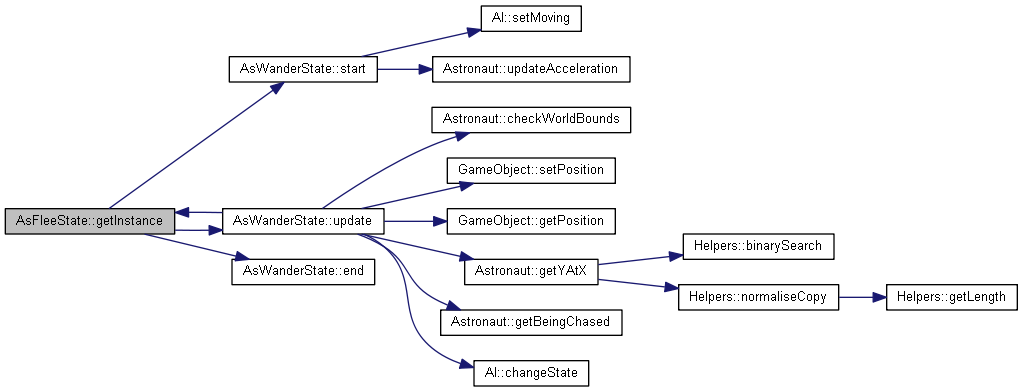 AI::setMoving
AsWanderState::start
Astronaut::updateAcceleration
Astronaut::checkWorldBounds
GameObject::setPosition
AsFleeState::getInstance
AsWanderState::update
GameObject::getPosition
Helpers::binarySearch
AsWanderState::end
Astronaut::getYAtX
Helpers::normaliseCopy
Helpers::getLength
Astronaut::getBeingChased
AI::changeState